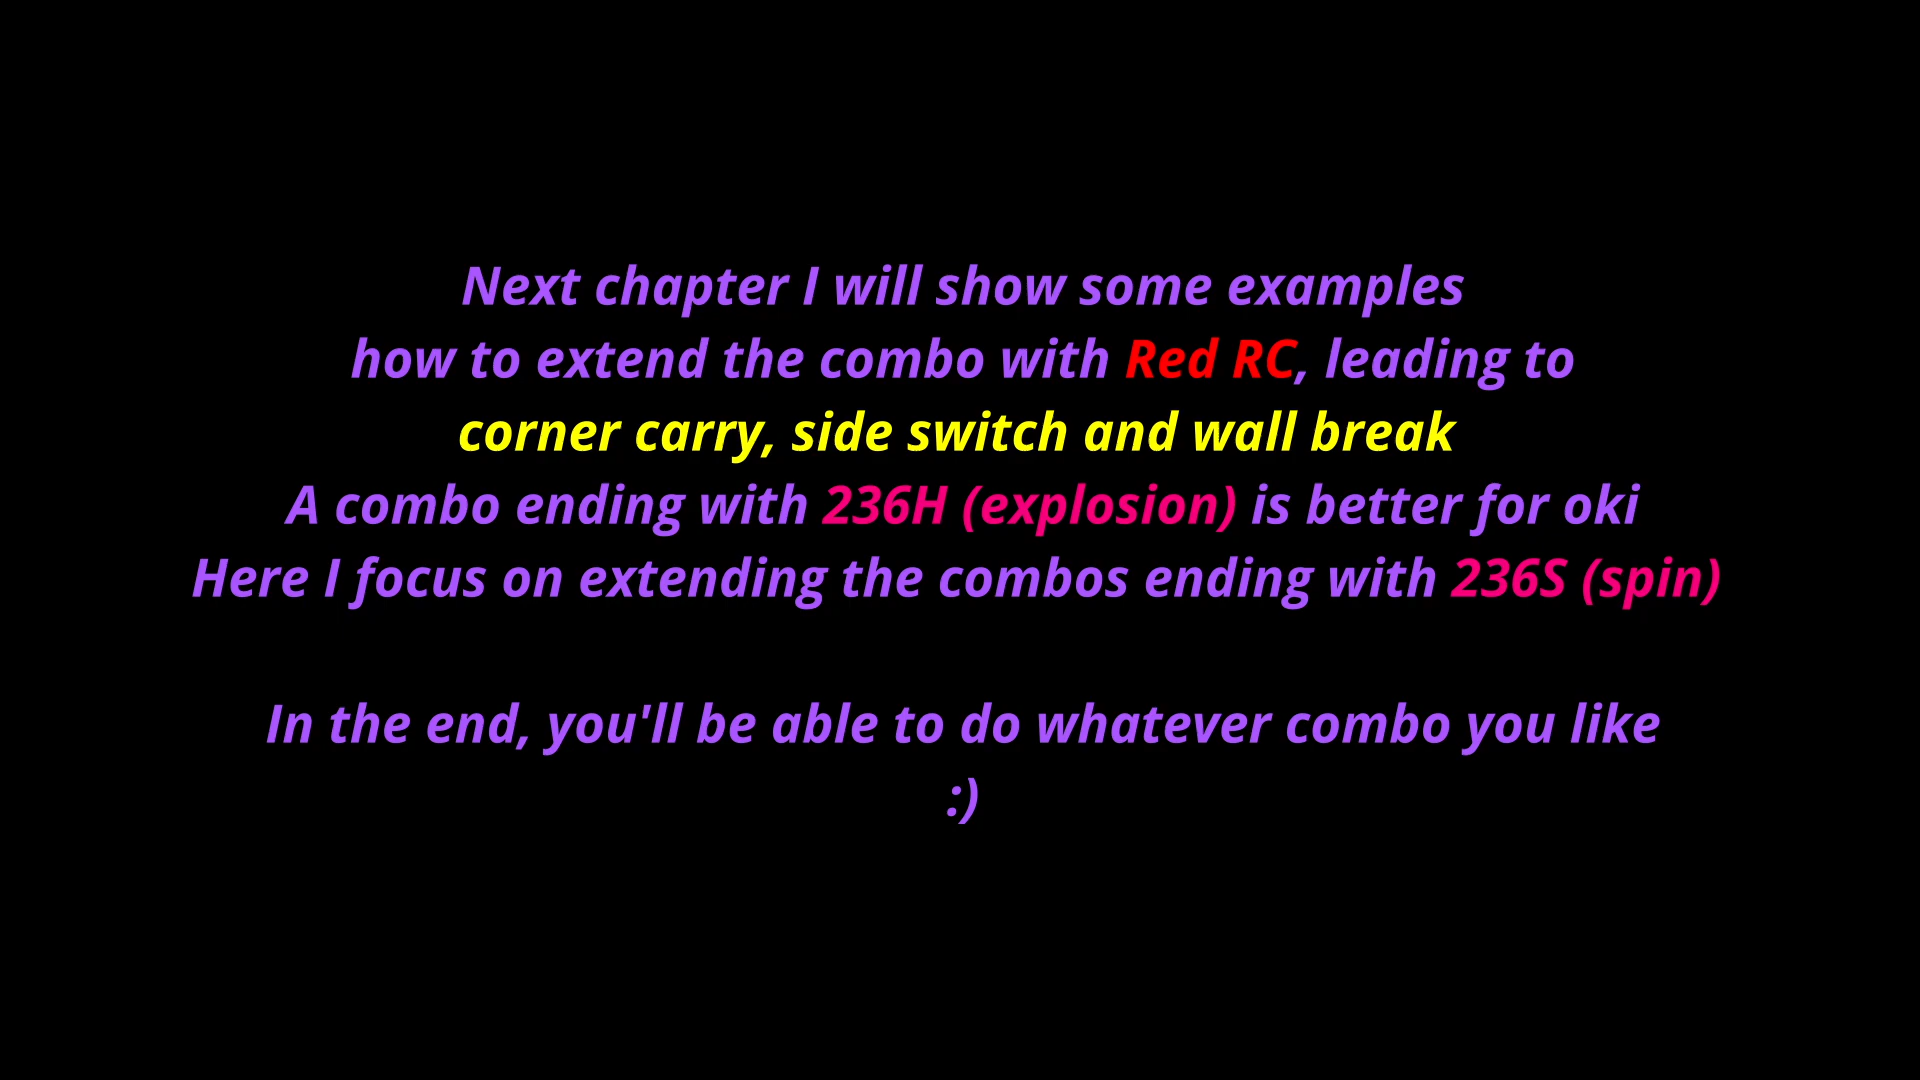 Next chapter I will show some examples
how to extend the combo with Red RC, leading to
corner carry, side switch and wall break
A combo ending with 236H (explosion) is better for oki
Here I focus on extending the combos ending with 236S (spin)
In the end, you'll be able to do whatever combo you like
:)